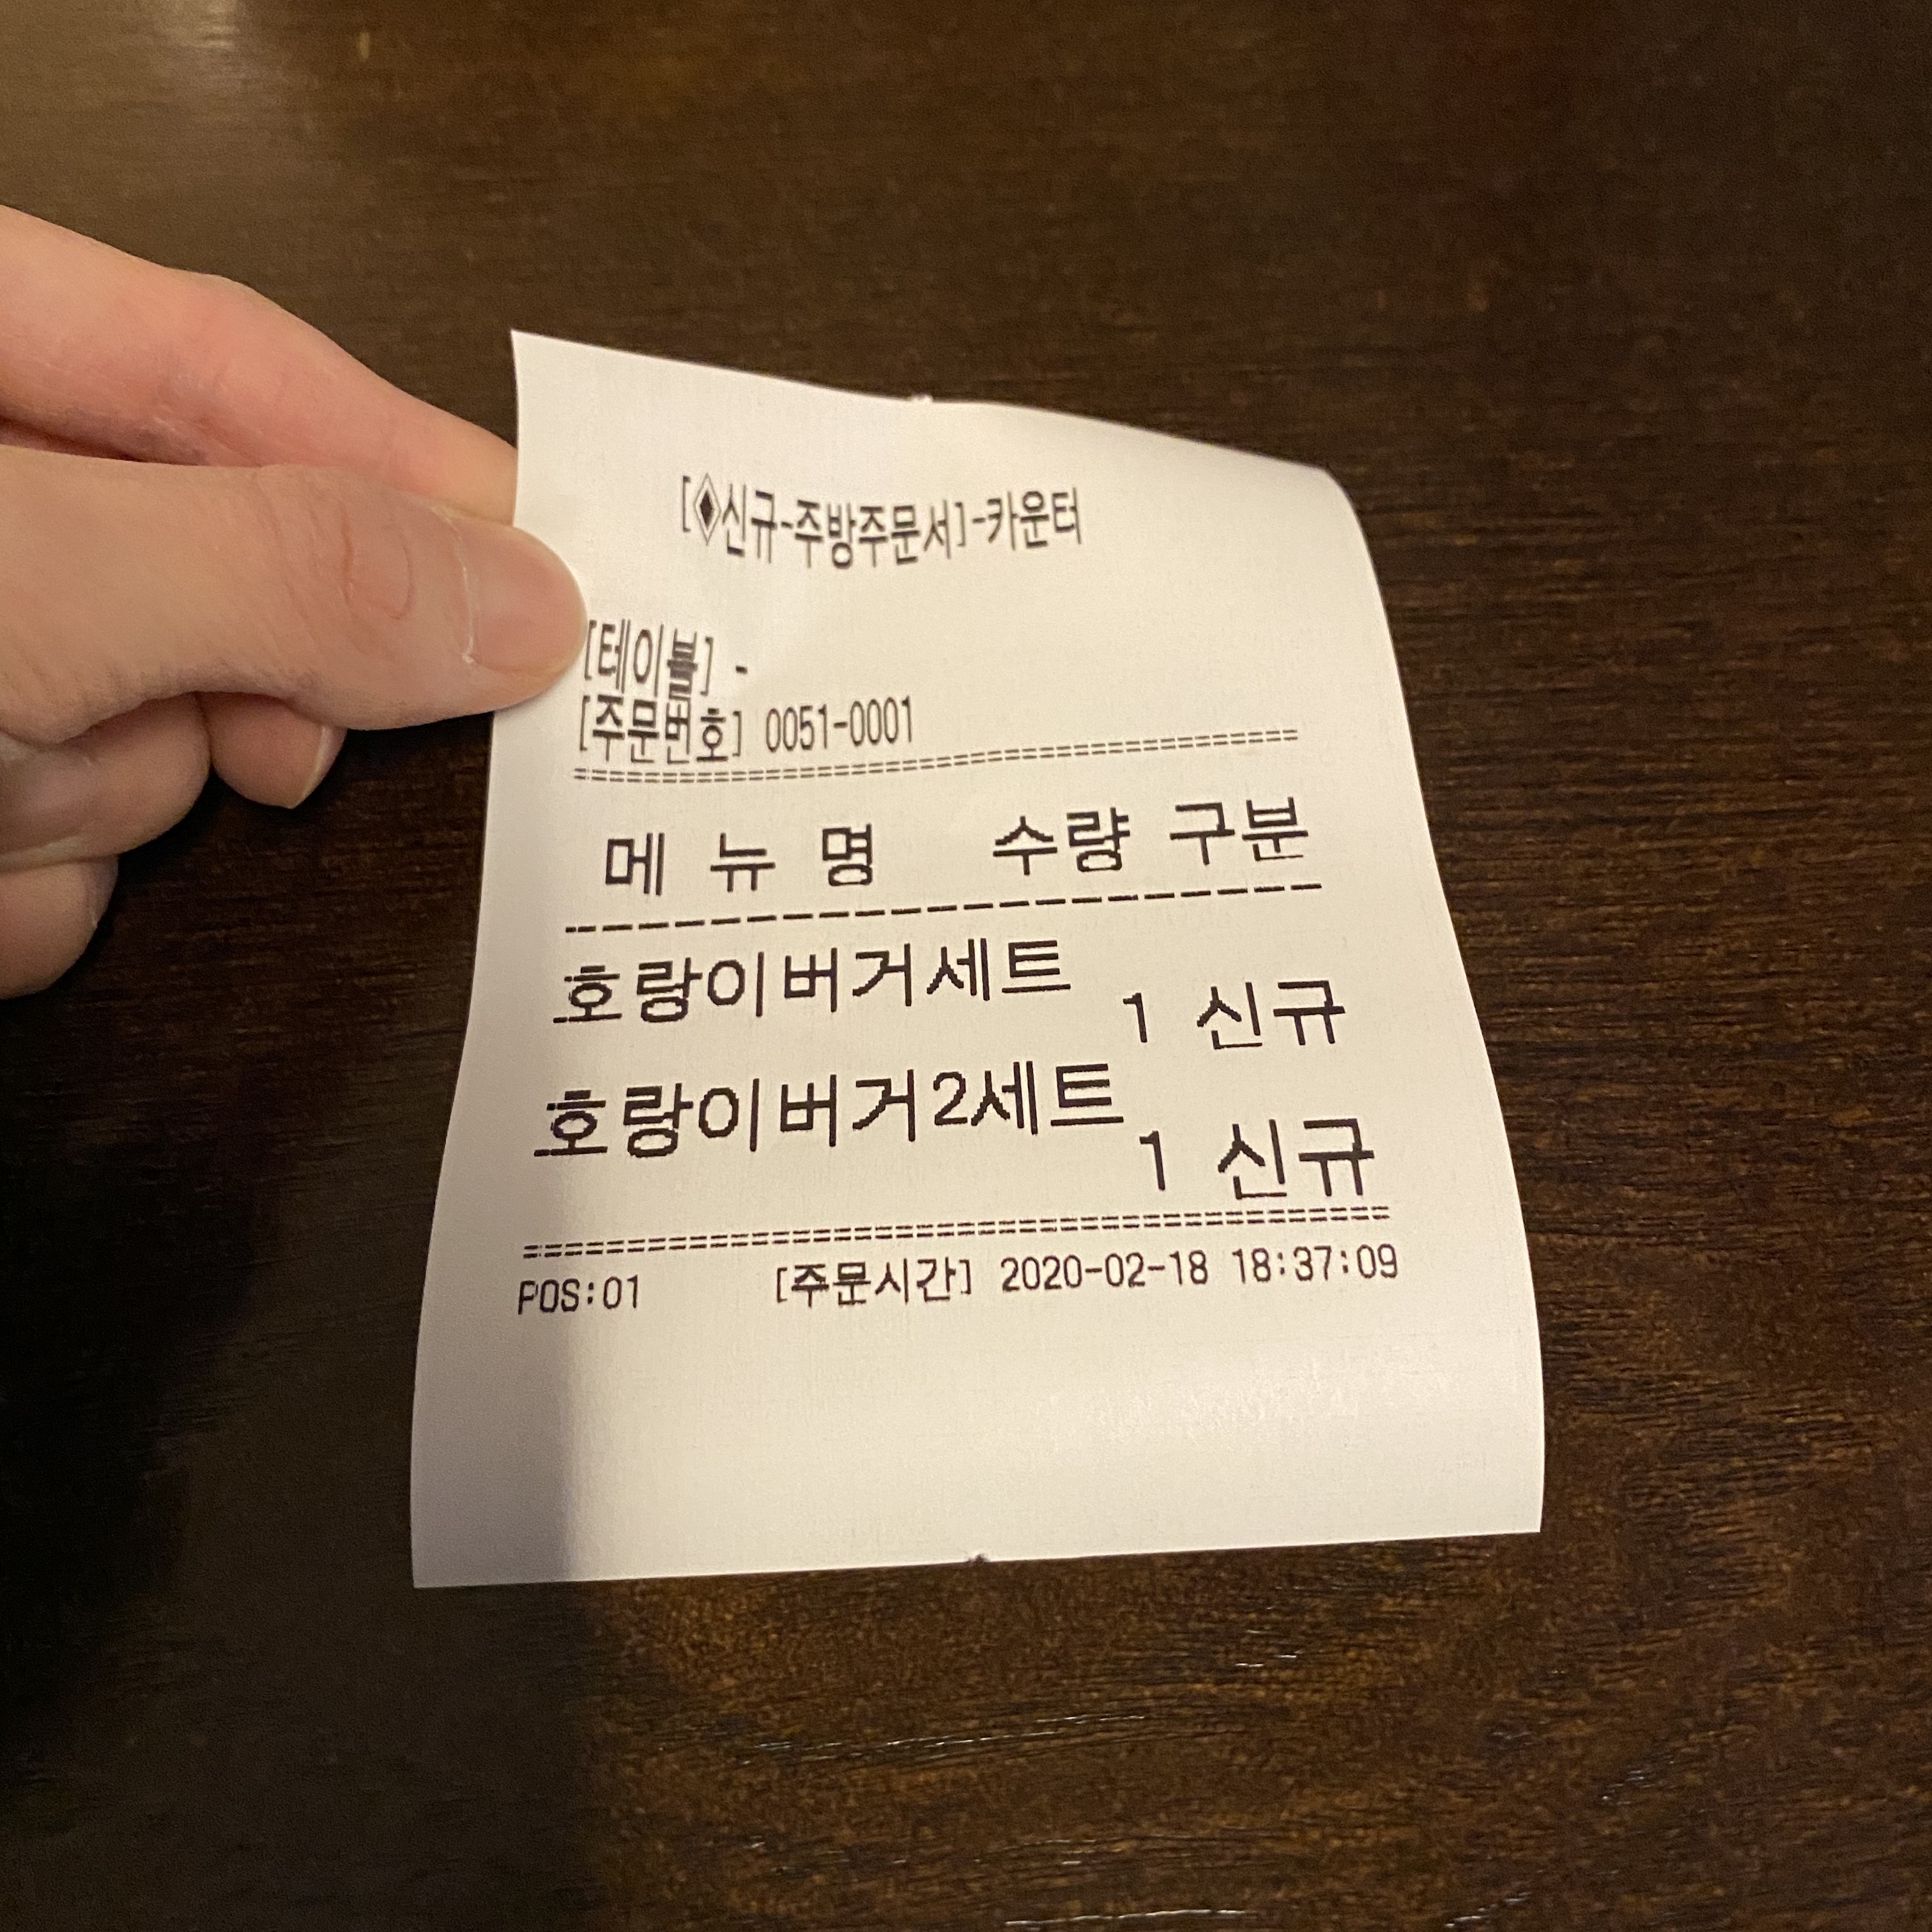 [◈신규-주방주문서]-카운터
[테이블] -
[주문번호] 0051-0001
================================
메 뉴 명 수량 구분
--------------------------------
호랑이버거세트
1 신규
호랑이버거2세트
1 신규
================================
POS:01 [주문시간] 2020-02-18 18:37:09